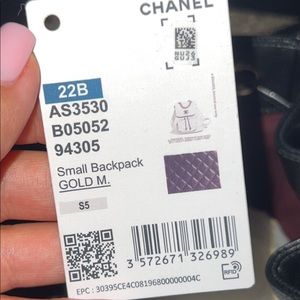 CHANEL
22B
AS3530
B05052
94305
Small Backpack
GOLD M.
S5
3 572671 326989
RFID
EPC : 30395CE4C08196800000004C